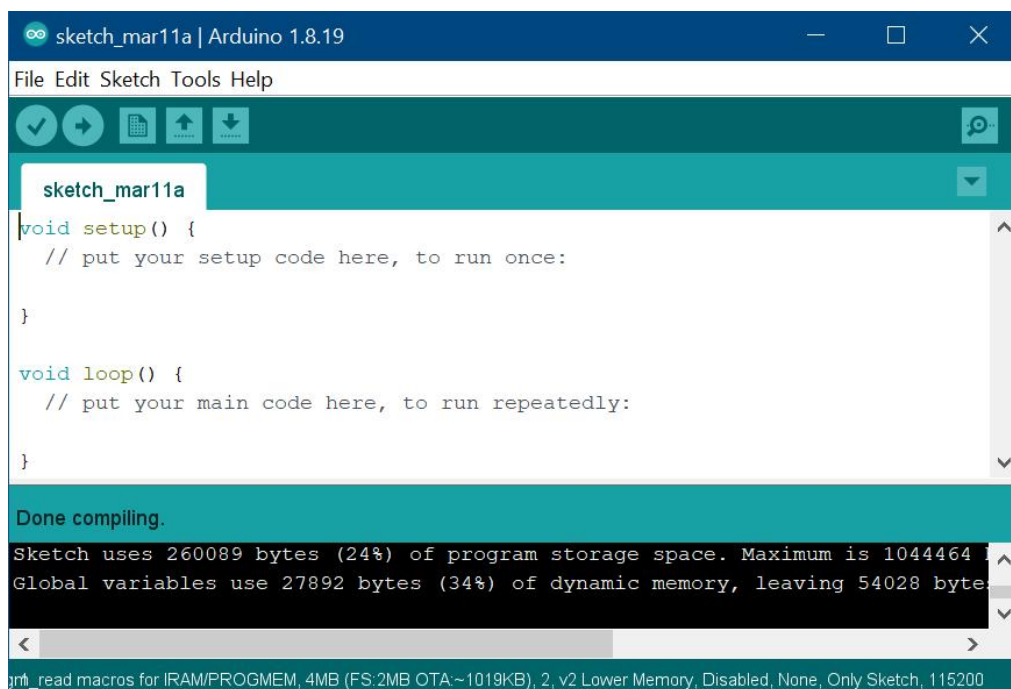 sketch_mar11a | Arduino 1.8.19
File Edit Sketch Tools Help
sketch_mar11a
void setup() {
  // put your setup code here, to run once:
}
void loop() {
  // put your main code here, to run repeatedly:
}
Done compiling.
Sketch uses 260089 bytes (24%) of program storage space. Maximum is 1044464
Global variables use 27892 bytes (34%) of dynamic memory, leaving 54028 byte
_read macros for IRAM/PROGMEM, 4MB (FS:2MB OTA:~1019KB), 2, v2 Lower Memory, Disabled, None, Only Sketch, 115200